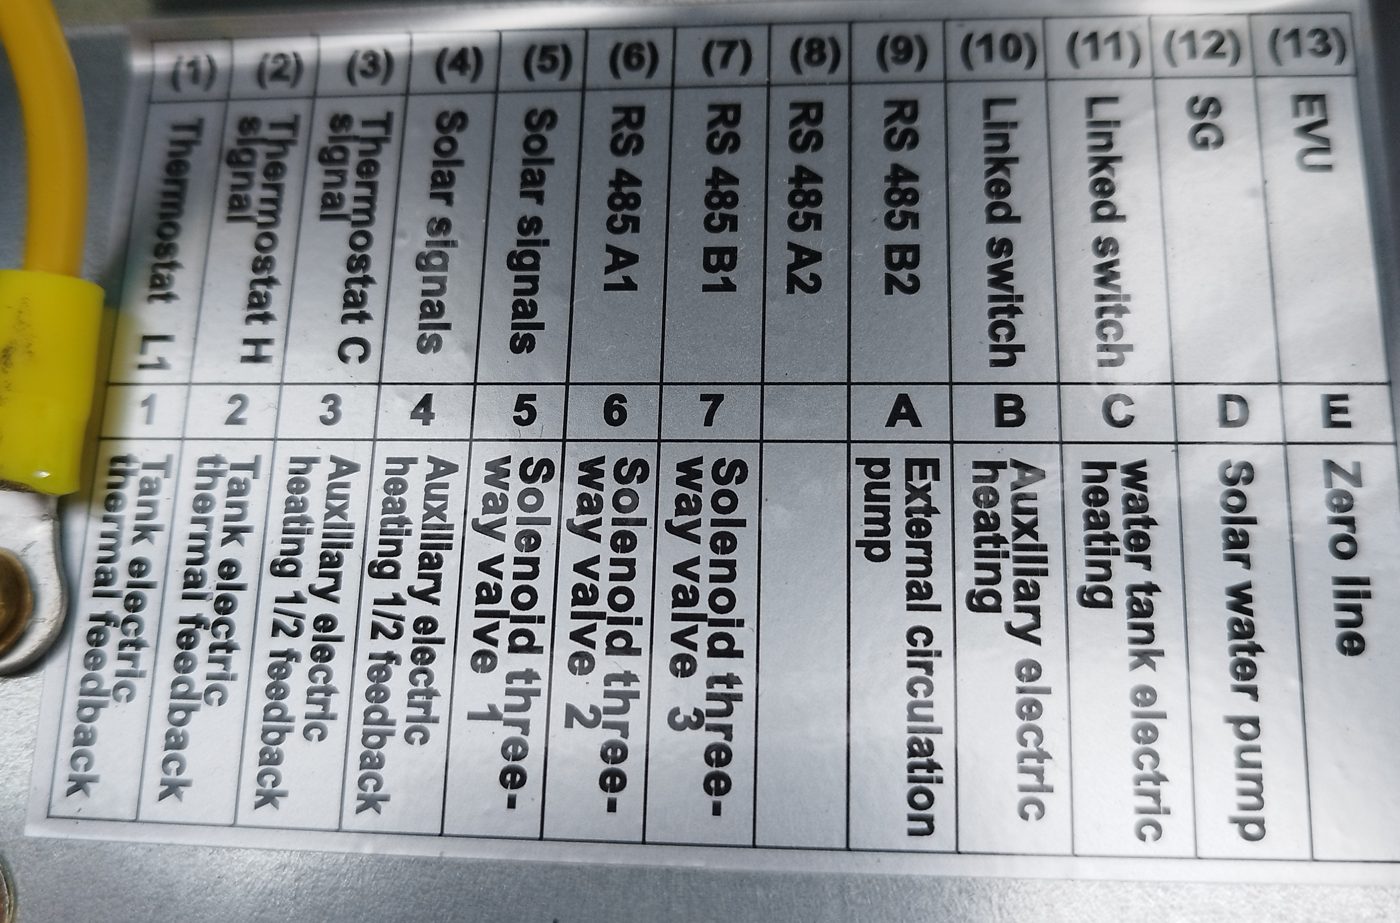 (1) (2) (3) (4) (5) (6) (7) (8) (9) (10) (11) (12) (13)
Thermostat L1
Thermostat H
signal
Thermostat C
signal
Solar signals
Solar signals
RS 485 A1
RS 485 B1
RS 485 A2
RS 485 B2
Linked switch
Linked switch
SG
EVU
1 2 3 4 5 6 7 A B C D E
Tank electric
thermal feedback
Tank electric
thermal feedback
Auxiliary electric
heating 1/2 feedback
Auxiliary electric
heating 1/2 feedback
Solenoid three-
way valve 1
Solenoid three-
way valve 2
Solenoid three-
way valve 3
External circulation
pump
Auxiliary electric
heating
water tank electric
heating
Solar water pump
Zero line